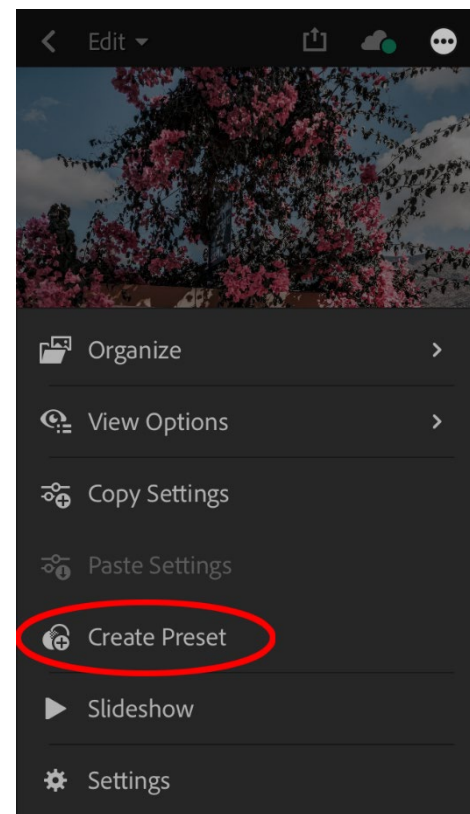 Edit
Organize
View Options
Copy Settings
Paste Settings
Create Preset
Slideshow
Settings